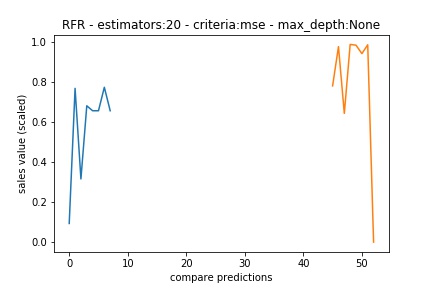 RFR - estimators:20 - criteria:mse - max_depth:None
sales value (scaled)
1.0
0.8
0.6
0.4
0.2
0.0
0 10 20 30 40 50
compare predictions